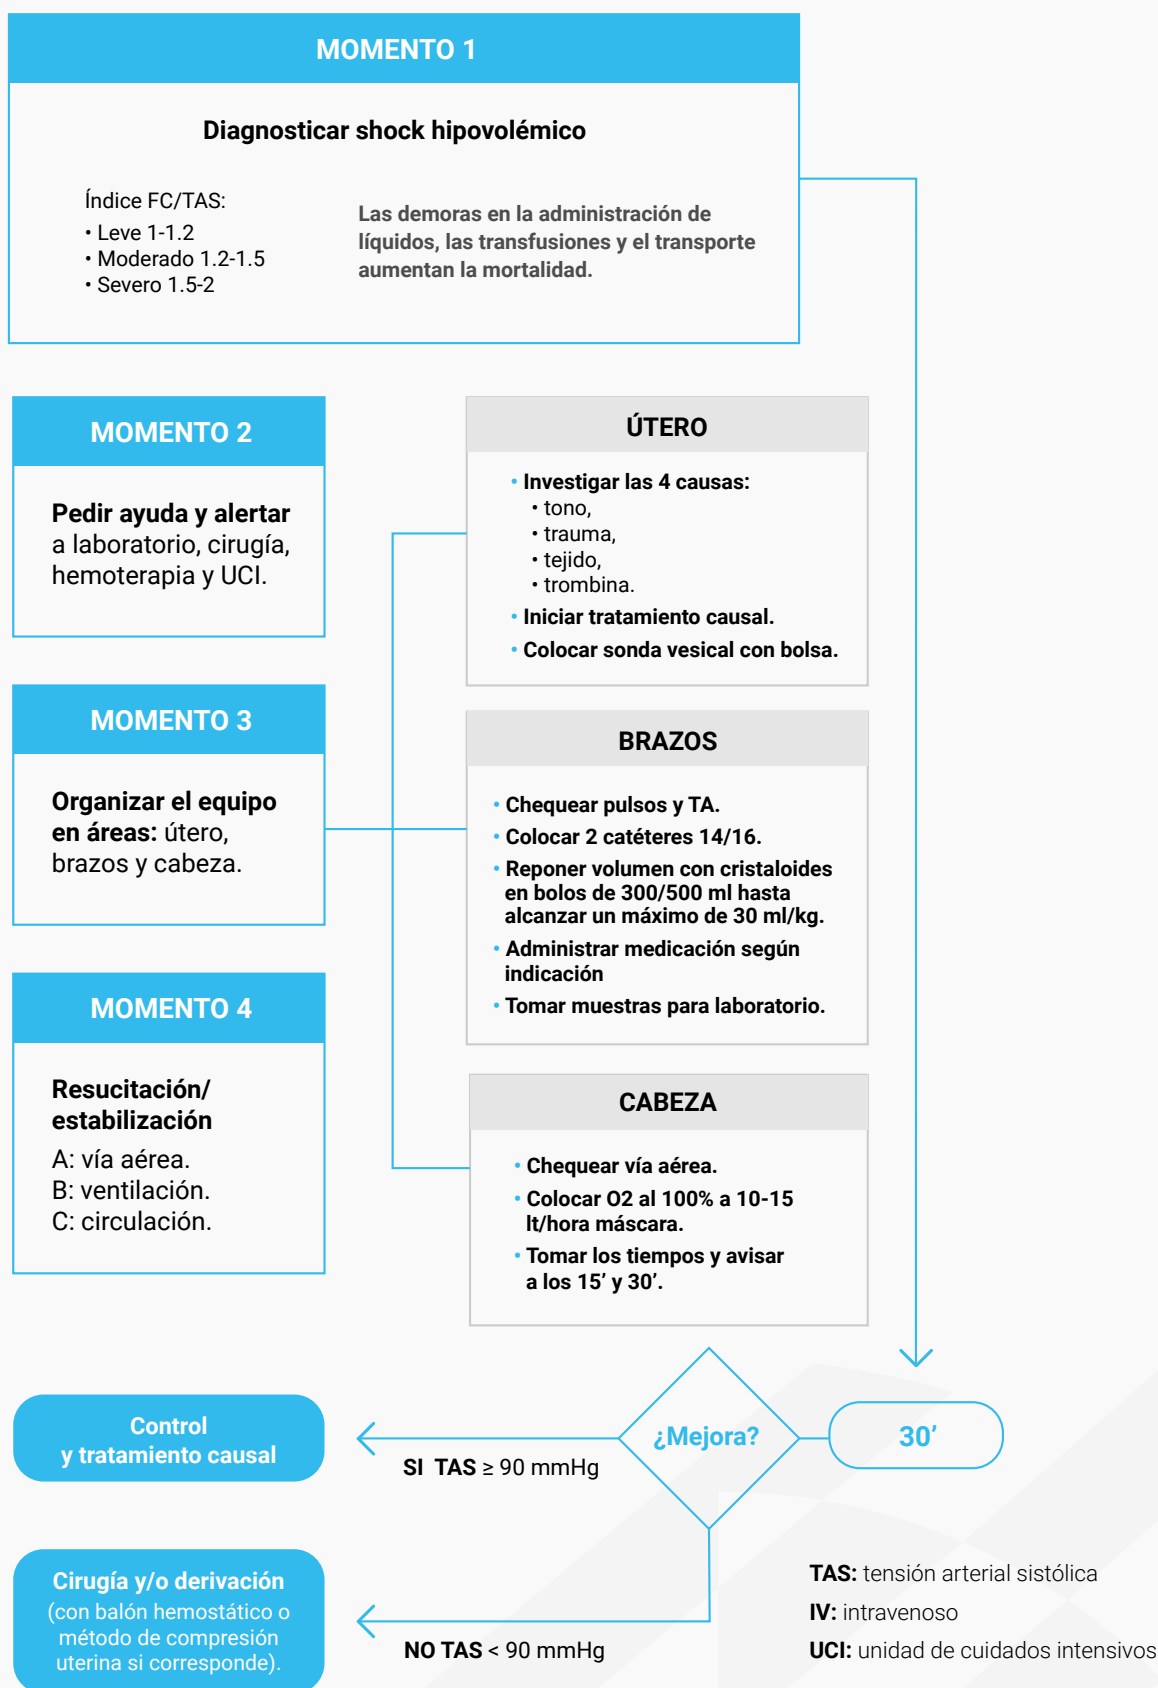 MOMENTO 1
Diagnosticar shock hipovolémico
Índice FC/TAS:
• Leve 1-1.2
• Moderado 1.2-1.5
• Severo 1.5-2
Las demoras en la administración de
líquidos, las transfusiones y el transporte
aumentan la mortalidad.
MOMENTO 2
Pedir ayuda y alertar
a laboratorio, cirugía,
hemoterapia y UCI.
MOMENTO 3
Organizar el equipo
en áreas: útero,
brazos y cabeza.
MOMENTO 4
Resucitación/
estabilización
A: vía aérea.
B: ventilación.
C: circulación.
ÚTERO
• Investigar las 4 causas:
• tono,
• trauma,
• tejido,
• trombina.
• Iniciar tratamiento causal.
• Colocar sonda vesical con bolsa.
BRAZOS
• Chequear pulsos y TA.
• Colocar 2 catéteres 14/16.
• Reponer volumen con cristaloides
en bolos de 300/500 ml hasta
alcanzar un máximo de 30 ml/kg.
• Administrar medicación según
indicación
• Tomar muestras para laboratorio.
CABEZA
• Chequear vía aérea.
• Colocar O2 al 100% a 10-15
lt/hora máscara.
• Tomar los tiempos y avisar
a los 15’ y 30’.
30’
¿Mejora?
SI TAS ≥ 90 mmHg
Control
y tratamiento causal
NO TAS < 90 mmHg
Cirugía y/o derivación
(con balón hemostático o
método de compresión
uterina si corresponde).
TAS: tensión arterial sistólica
IV: intravenoso
UCI: unidad de cuidados intensivos